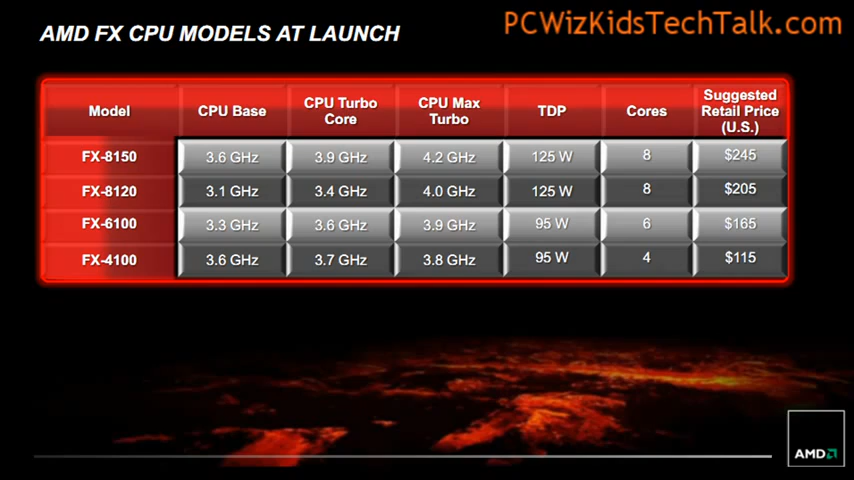 AMD FX CPU MODELS AT LAUNCH
PCWizKidsTechTalk.com
Model CPU Base CPU Turbo Core CPU Max Turbo TDP Cores Suggested Retail Price (U.S.)
FX-8150 3.6 GHz 3.9 GHz 4.2 GHz 125 W 8 $245
FX-8120 3.1 GHz 3.4 GHz 4.0 GHz 125 W 8 $205
FX-6100 3.3 GHz 3.6 GHz 3.9 GHz 95 W 6 $165
FX-4100 3.6 GHz 3.7 GHz 3.8 GHz 95 W 4 $115
AMD